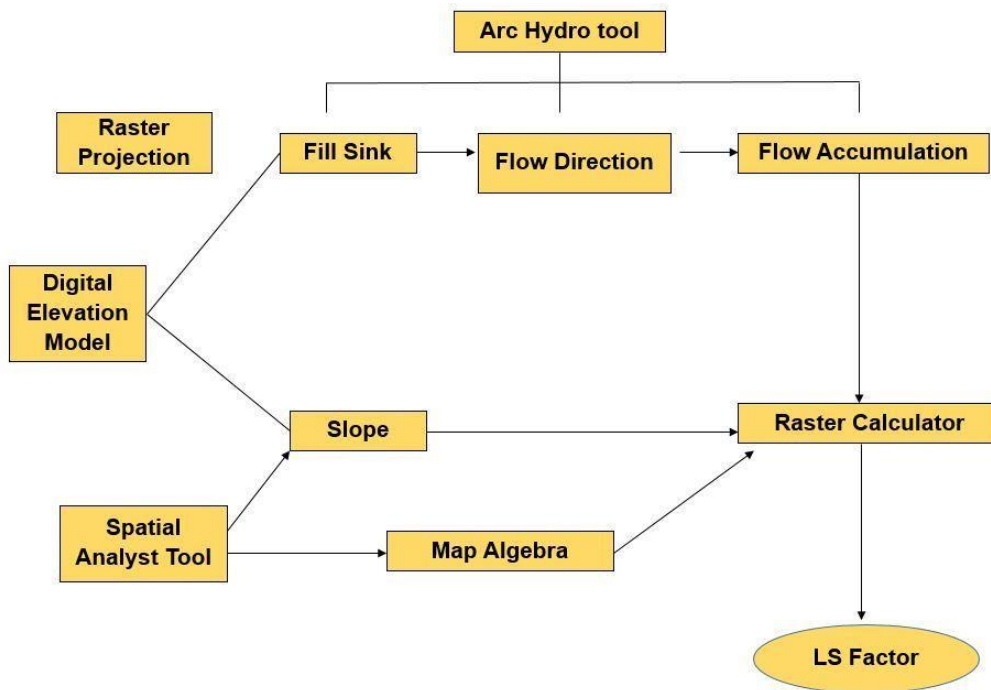 Arc Hydro tool
Raster
Projection
Fill Sink
Flow Direction
Flow Accumulation
Digital
Elevation
Model
Slope
Raster Calculator
Spatial
Analyst Tool
Map Algebra
LS Factor